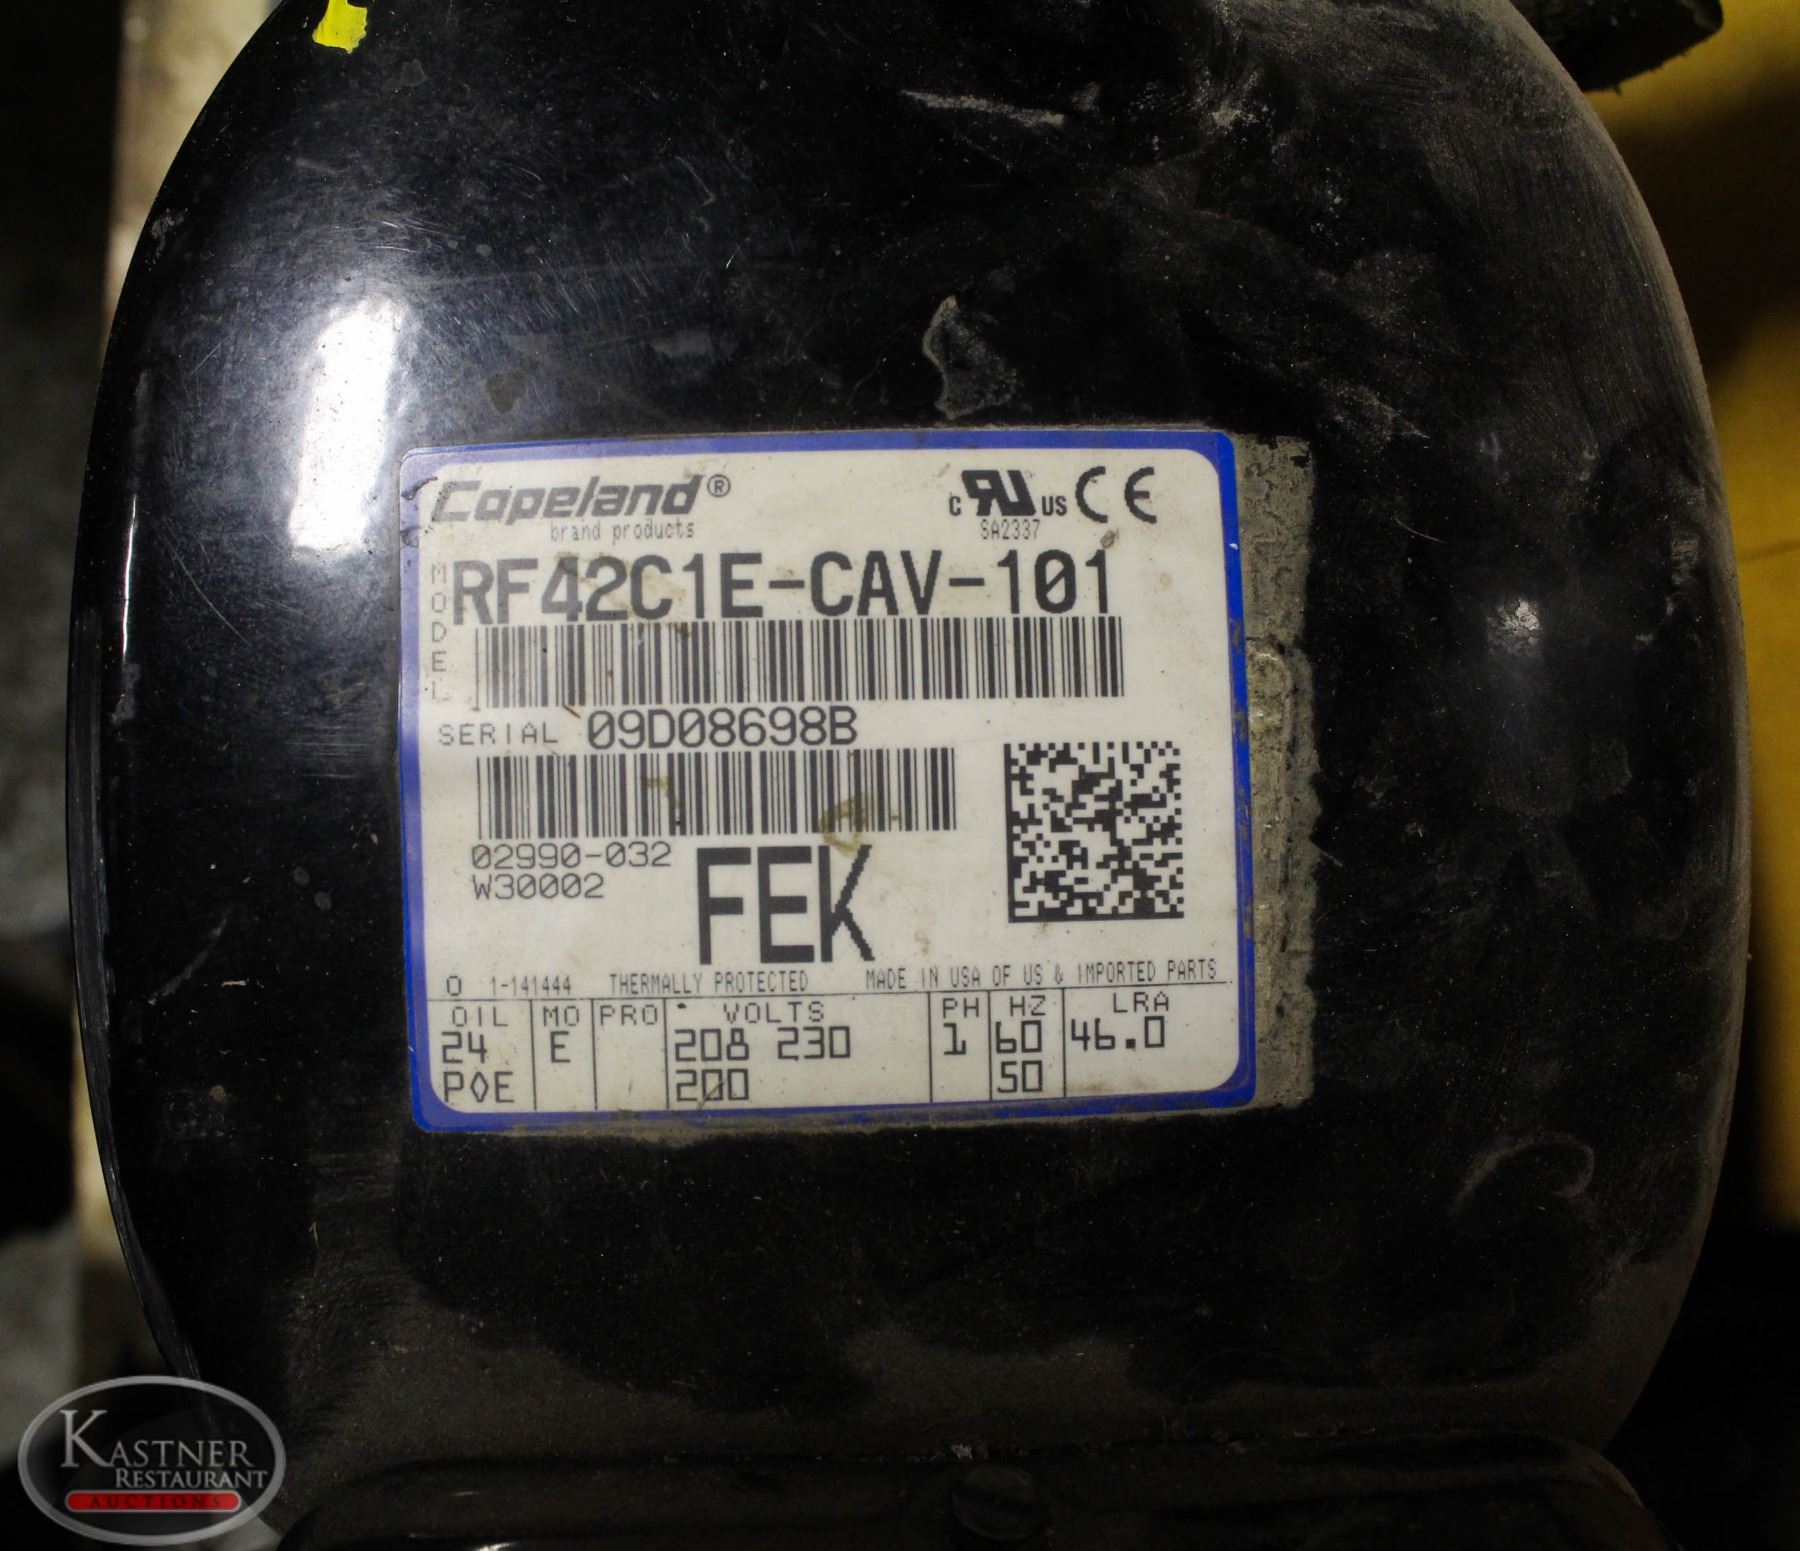 Copeland®
brand products
c RU US CE
SA2337
MODEL RF42C1E-CAV-101
SERIAL 09D08698B
02990-032
W30002
FEK
O 1-141444 THERMALLY PROTECTED MADE IN USA OF US & IMPORTED PARTS
OIL MO PRO VOLTS PH HZ LRA
24 E 208 230 1 60 46.0
POE 200 50
KASTNER
RESTAURANT
AUCTIONS